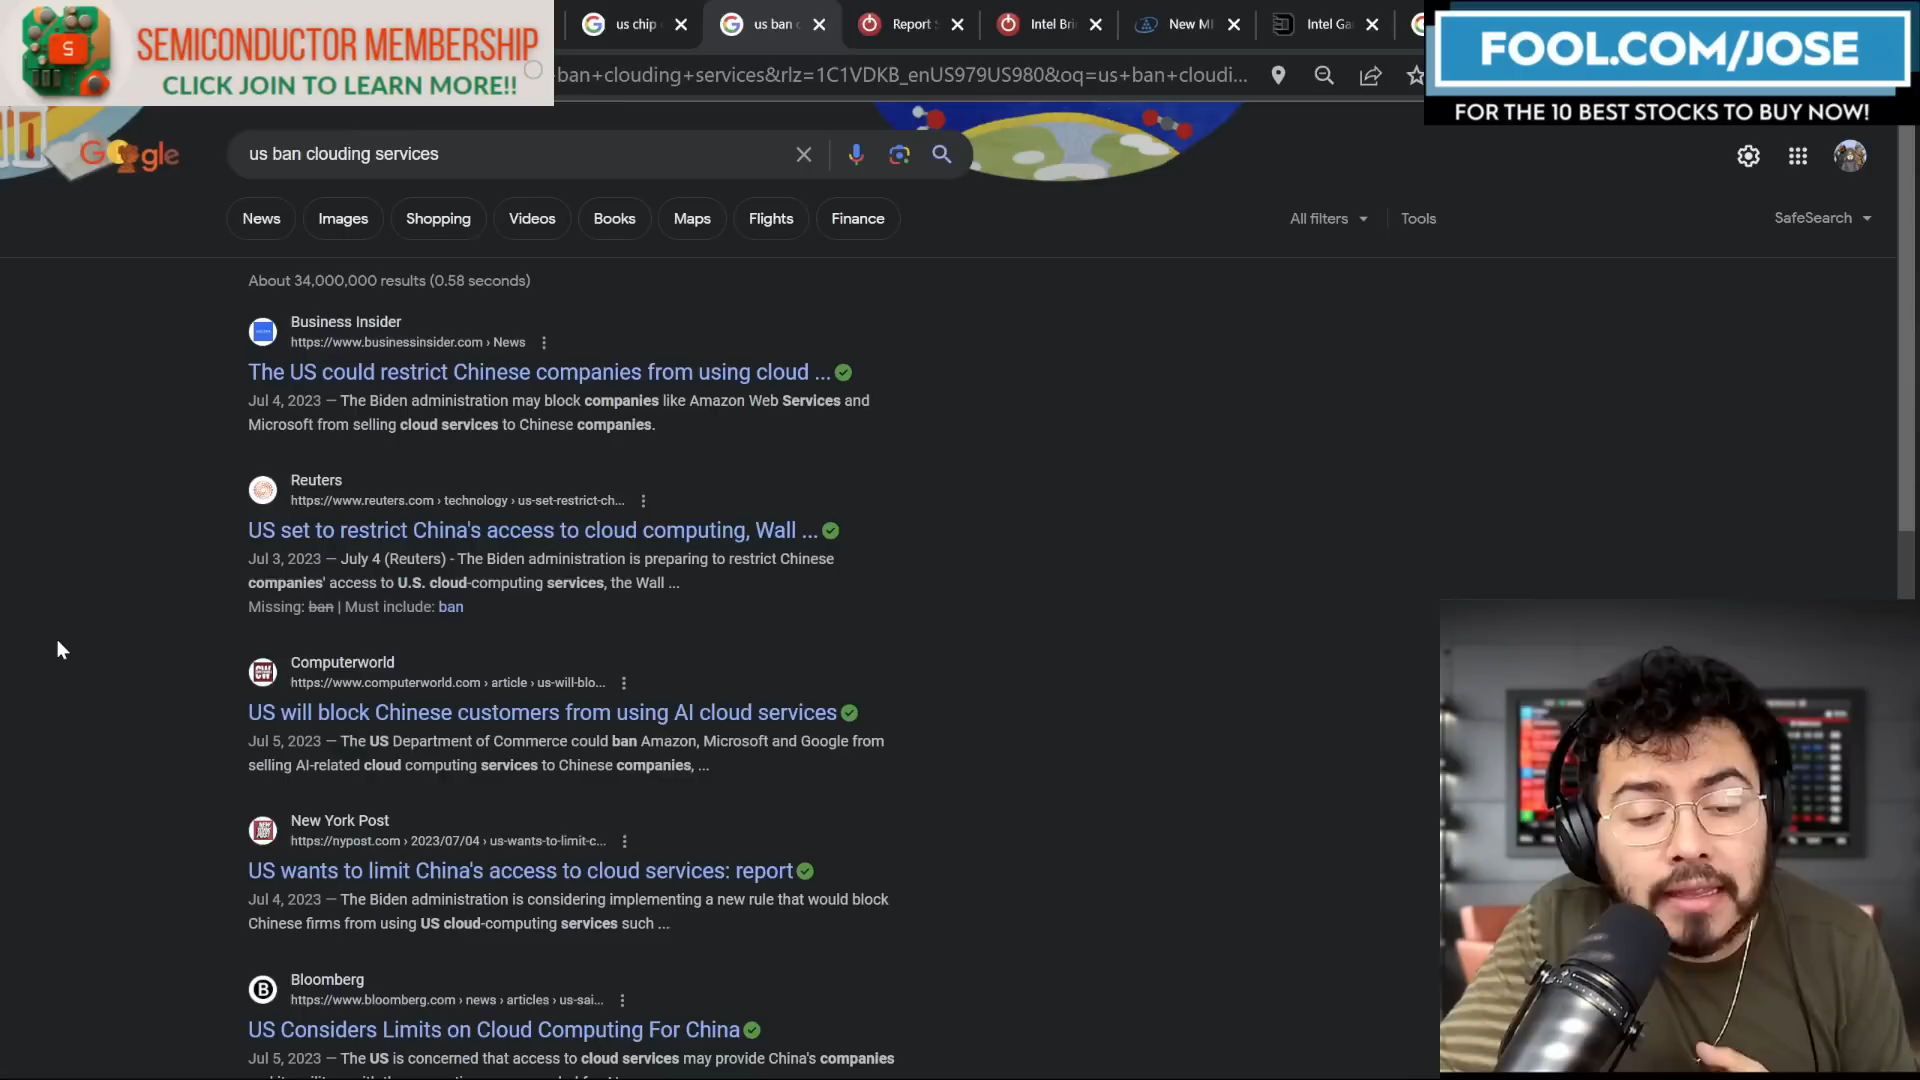 SEMICONDUCTOR MEMBERSHIP
CLICK JOIN TO LEARN MORE!!
S
us chip
us ban
Report
Intel Bri
New MI
Intel Ga
FOOL.COM/JOSE
FOR THE 10 BEST STOCKS TO BUY NOW!
-ban+clouding+services&rlz=1C1VDKB_enUS979US980&oq=us+ban+cloudi...
Google
us ban clouding services
News
Images
Shopping
Videos
Books
Maps
Flights
Finance
All filters
Tools
SafeSearch
About 34,000,000 results (0.58 seconds)
Business Insider
https://www.businessinsider.com › News
The US could restrict Chinese companies from using cloud ...
Jul 4, 2023 — The Biden administration may block companies like Amazon Web Services and
Microsoft from selling cloud services to Chinese companies.
Reuters
https://www.reuters.com › technology › us-set-restrict-ch...
US set to restrict China's access to cloud computing, Wall ...
Jul 3, 2023 — July 4 (Reuters) - The Biden administration is preparing to restrict Chinese
companies' access to U.S. cloud-computing services, the Wall ...
Missing: ban | Must include: ban
Computerworld
https://www.computerworld.com › article › us-will-blo...
US will block Chinese customers from using AI cloud services
Jul 5, 2023 — The US Department of Commerce could ban Amazon, Microsoft and Google from
selling AI-related cloud computing services to Chinese companies, ...
New York Post
https://nypost.com › 2023/07/04 › us-wants-to-limit-c...
US wants to limit China's access to cloud services: report
Jul 4, 2023 — The Biden administration is considering implementing a new rule that would block
Chinese firms from using US cloud-computing services such ...
B
Bloomberg
https://www.bloomberg.com › news › articles › us-sai...
US Considers Limits on Cloud Computing For China
Jul 5, 2023 — The US is concerned that access to cloud services may provide China's companies